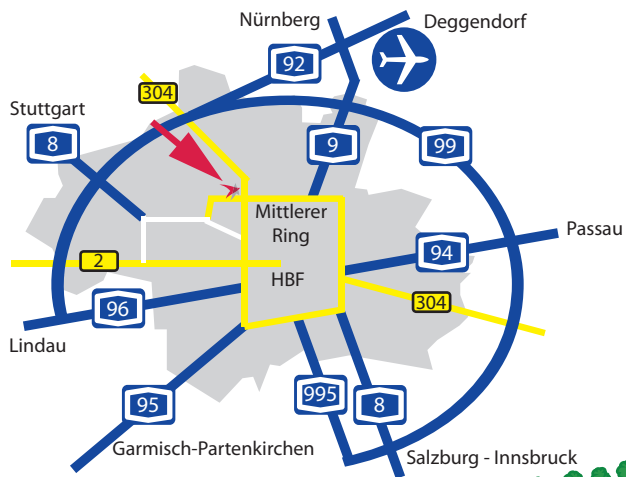 Nürnberg
Deggendorf
92
304
Stuttgart
8
9
99
Mittlerer
Ring
Passau
94
2
HBF
304
96
Lindau
95
995
8
Garmisch-Partenkirchen
Salzburg - Innsbruck